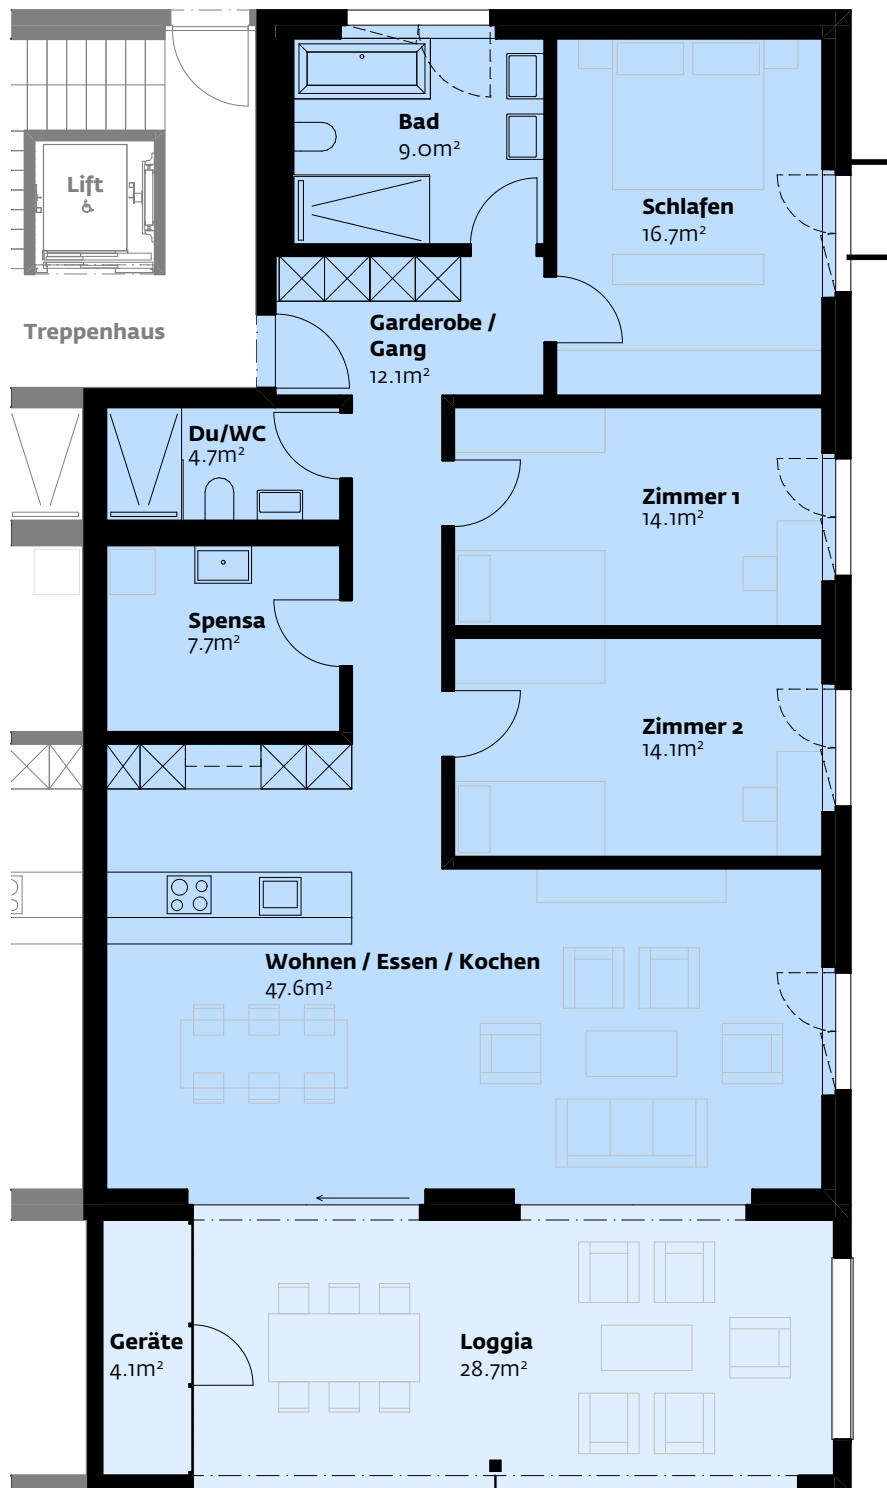 Bad
9.0m²
Lift
Schlafen
16.7m²
Treppenhaus
Garderobe /
Gang
12.1m²
Du/WC
4.7m²
Zimmer 1
14.1m²
Spensa
7.7m²
Zimmer 2
14.1m²
Wohnen / Essen / Kochen
47.6m²
Geräte
4.1m²
Loggia
28.7m²